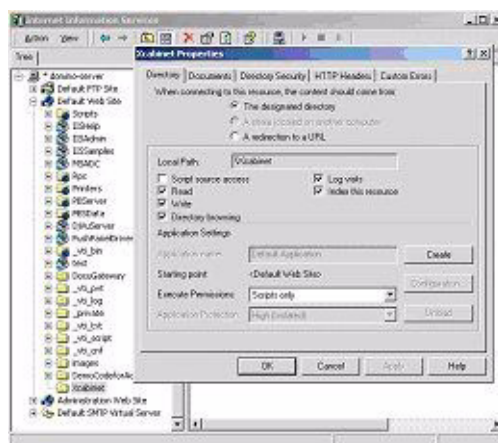 Internet Information Services
Action View
Tree
* domino-server
Default FTP Site
Default Web Site
Scripts
IISHelp
IISAdmin
IISSamples
MSADC
Rpc
Printers
PBServer
PBSData
_vti_bin
test
DocuGateway
_vti_pvt
_vti_log
_private
_vti_txt
_vti_script
_vti_cnf
images
Xcabinet
Administration Web Site
Default SMTP Virtual Server
Xcabinet Properties
Directory Documents Directory Security HTTP Headers Custom Errors
When connecting to this resource, the content should come from:
The designated directory
A share located on another computer
A redirection to a URL
Local Path: \Xcabinet
Script source access
Read
Write
Directory browsing
Log visits
Index this resource
Application Settings
Application name: Default Application
Create
Starting point: <Default Web Site>
Configuration...
Execute Permissions: Scripts only
Application Protection:
Unload
OK Cancel Apply Help